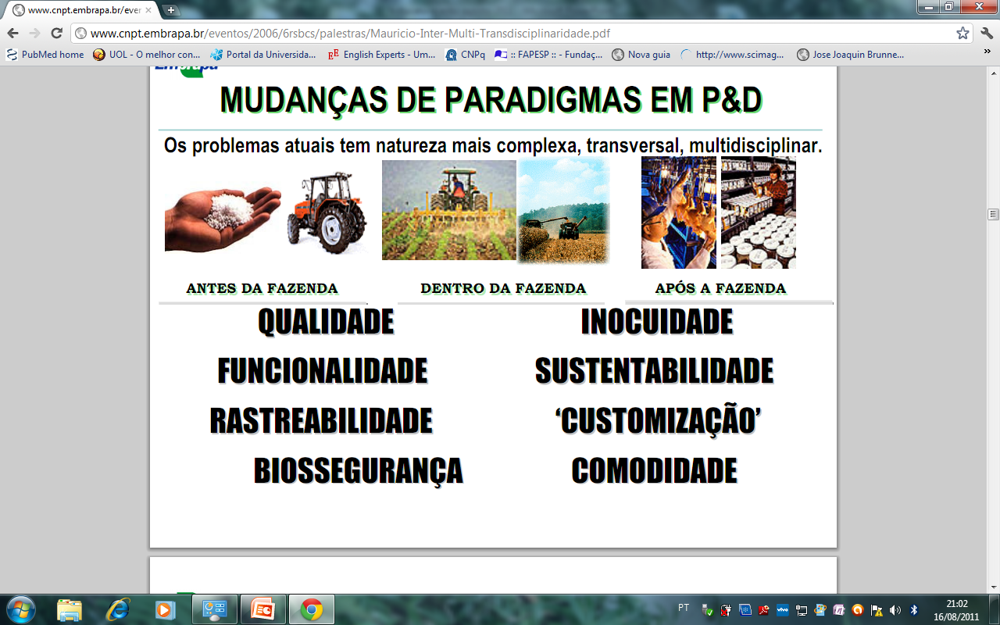 www.cnpt.embrapa.br/even
www.cnpt.embrapa.br/eventos/2006/6rsbcs/palestras/Mauricio-Inter-Multi-Transdisciplinaridade.pdf
PubMed home UOL - O melhor con... Portal da Universida... English Experts - Um... CNPq :: FAPESP :: - Fundaç... Nova guia http://www.scimag... Jose Joaquin Brunne... »
Embrapa
MUDANÇAS DE PARADIGMAS EM P&D
Os problemas atuais tem natureza mais complexa, transversal, multidisciplinar.
ANTES DA FAZENDA DENTRO DA FAZENDA APÓS A FAZENDA
QUALIDADE INOCUIDADE
FUNCIONALIDADE SUSTENTABILIDADE
RASTREABILIDADE ‘CUSTOMIZAÇÃO’
BIOSSEGURANÇA COMODIDADE
PT
21:02
16/08/2011